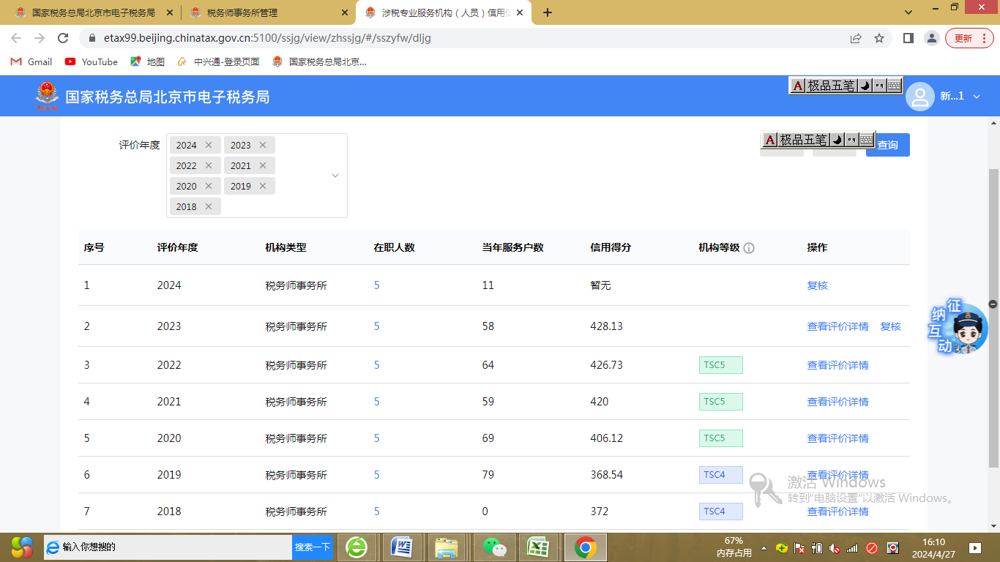 国家税务总局北京市电子税务局
税务师事务所管理
涉税专业服务机构（人员）信用
etax99.beijing.chinatax.gov.cn:5100/ssjg/view/zhssjg/#/sszyfw/dljg
更新
Gmail
YouTube
地图
中兴通-登录页面
国家税务总局北京...
国家税务总局北京市电子税务局
A 极品五笔
新...1
评价年度
2024 2023
2022 2021
2020 2019
2018
A 极品五笔
查询
序号 评价年度 机构类型 在职人数 当年服务户数 信用得分 机构等级 操作
1 2024 税务师事务所 5 11 暂无 复核
2 2023 税务师事务所 5 58 428.13 查看评价详情 复核
3 2022 税务师事务所 5 64 426.73 TSC5 查看评价详情
4 2021 税务师事务所 5 59 420 TSC5 查看评价详情
5 2020 税务师事务所 5 69 406.12 TSC5 查看评价详情
6 2019 税务师事务所 5 79 368.54 TSC4 查看评价详情
7 2018 税务师事务所 5 0 372 TSC4 查看评价详情
征纳互动
激活 Windows
转到"电脑设置"以激活 Windows。
输入你想搜的
搜索一下
67%
内存占用
16:10
2024/4/27